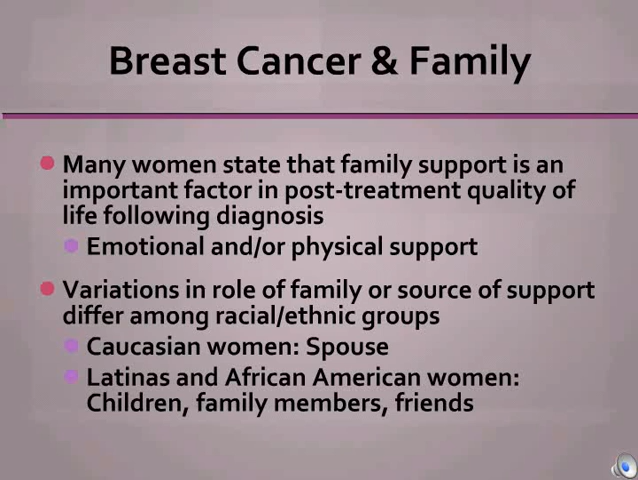 Breast Cancer & Family
Many women state that family support is an
important factor in post-treatment quality of
life following diagnosis
Emotional and/or physical support
Variations in role of family or source of support
differ among racial/ethnic groups
Caucasian women: Spouse
Latinas and African American women:
Children, family members, friends